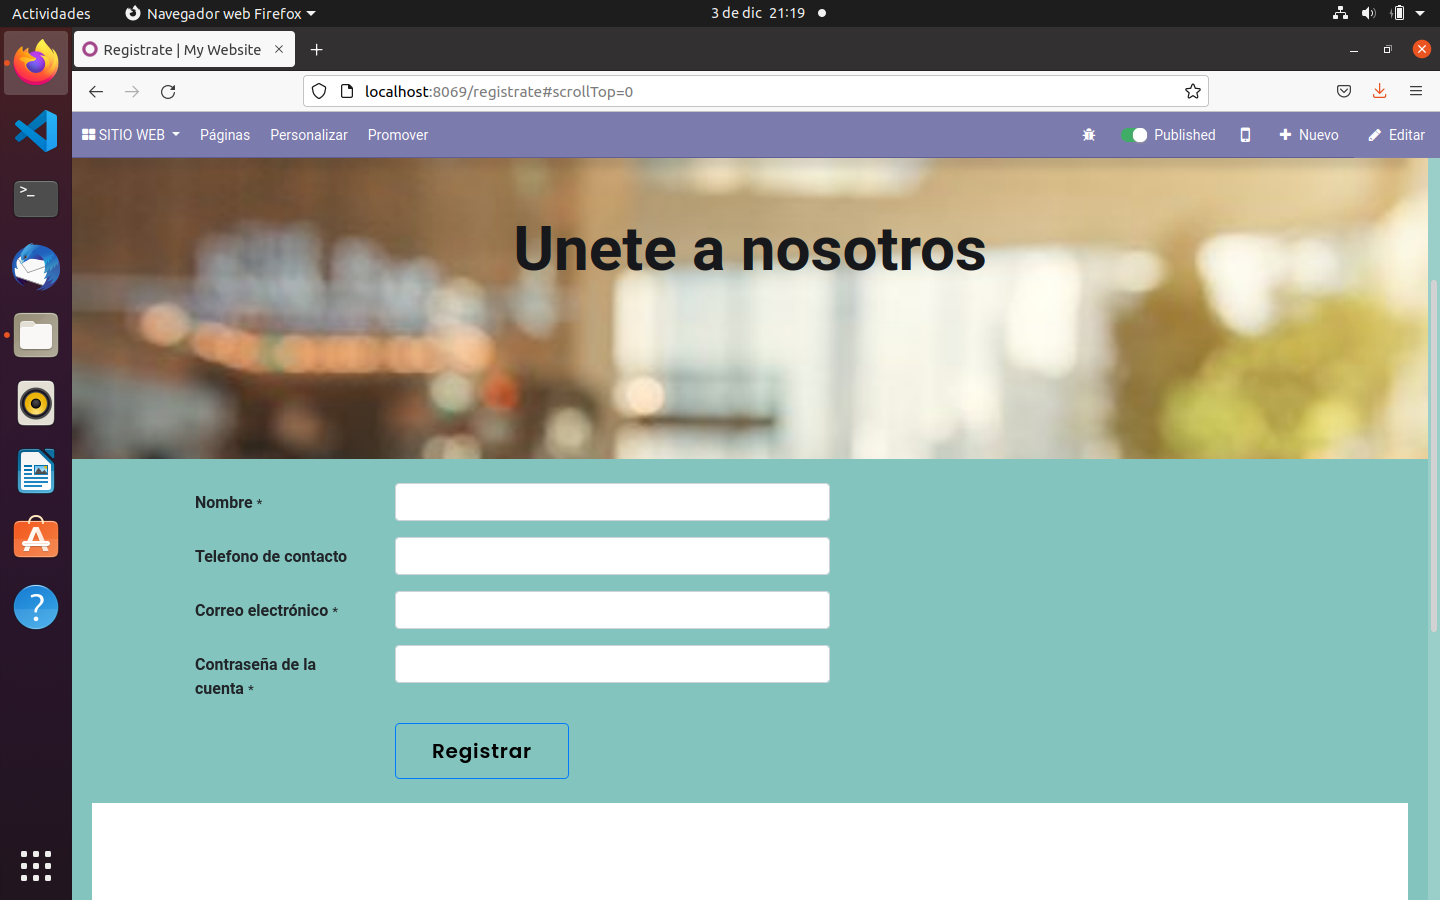 Actividades
Navegador web Firefox
3 de dic 21:19
Registrate | My Website
localhost:8069/registrate#scrollTop=0
SITIO WEB
Páginas
Personalizar
Promover
Published
Nuevo
Editar
Unete a nosotros
Nombre *
Telefono de contacto
Correo electrónico *
Contraseña de la
cuenta *
Registrar